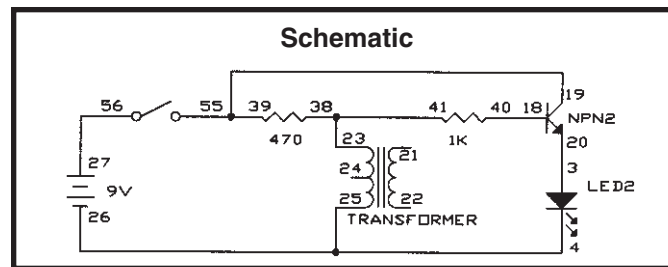 Schematic
56 55 39 38 41 40 18 19
470 1K NPN2
23 20
27 24 21 3
9V LED2
26 25 22
TRANSFORMER 4